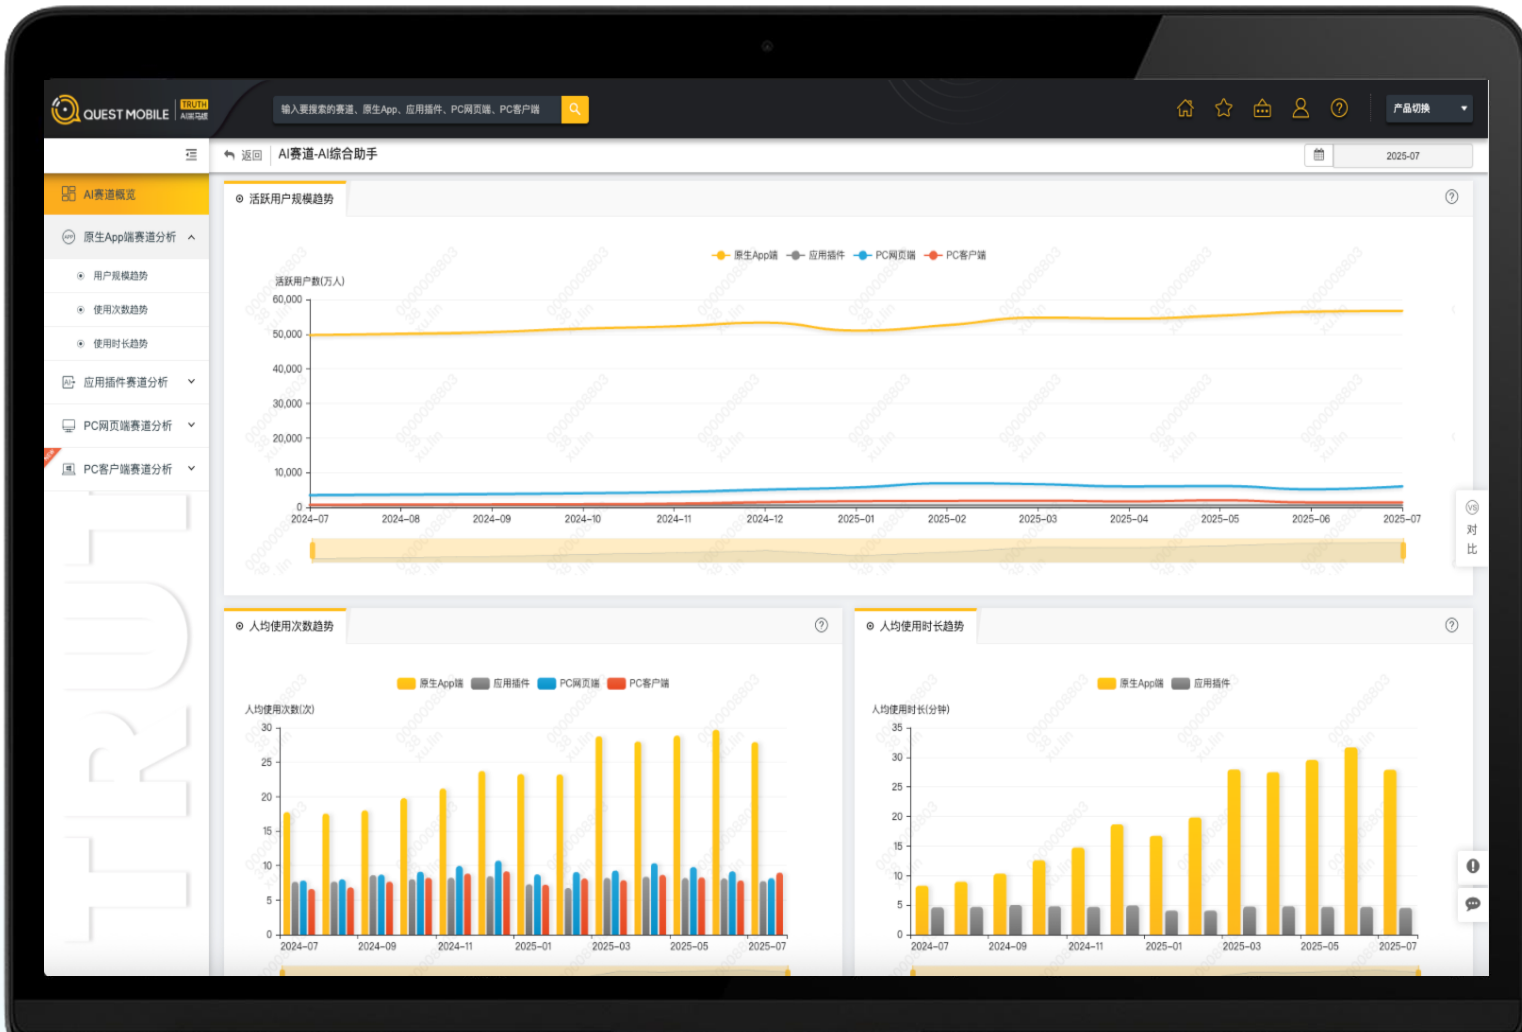 QUEST MOBILE TRUTH
输入要搜索的赛道、原生App、应用插件、PC网页端、PC客户端
产品切换
返回 AI赛道-AI综合助手
2025-07
AI赛道概览
原生App端赛道分析
用户规模趋势
使用次数趋势
使用时长趋势
应用插件赛道分析
PC网页端赛道分析
PC客户端赛道分析
TRUTH
活跃用户规模趋势
原生App端 应用插件 PC网页端 PC客户端
活跃用户数(万人)
60,000
50,000
40,000
30,000
20,000
10,000
0
2024-07 2024-08 2024-09 2024-10 2024-11 2024-12 2025-01 2025-02 2025-03 2025-04 2025-05 2025-06 2025-07
VS
对
比
人均使用次数趋势
原生App端 应用插件 PC网页端 PC客户端
人均使用次数(次)
30
25
20
15
10
5
0
2024-07 2024-09 2024-11 2025-01 2025-03 2025-05 2025-07
人均使用时长趋势
原生App端 应用插件
人均使用时长(分钟)
35
30
25
20
15
10
5
0
2024-07 2024-09 2024-11 2025-01 2025-03 2025-05 2025-07